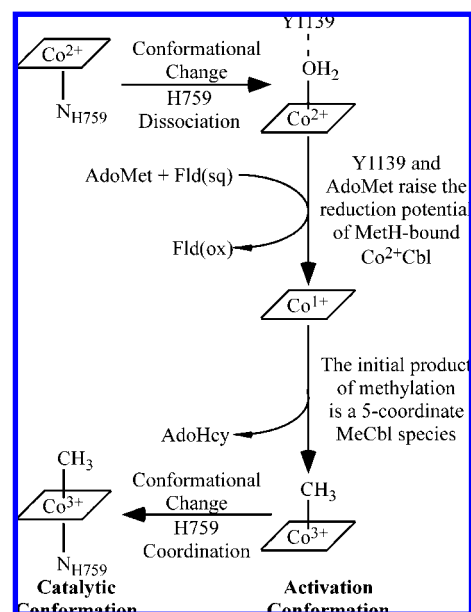 Y1139
Co2+
Conformational
Change
OH2
NH759
H759
Dissociation
Co2+
AdoMet + Fld(sq)
Y1139 and
AdoMet raise the
reduction potential
of MetH-bound
Co2+Cbl
Fld(ox)
Co1+
The initial product
of methylation
is a 5-coordinate
MeCbl species
AdoHcy
CH3
Conformational
Change
CH3
Co3+
H759
Coordination
Co3+
NH759
Catalytic
Conformation
Activation
Conformation